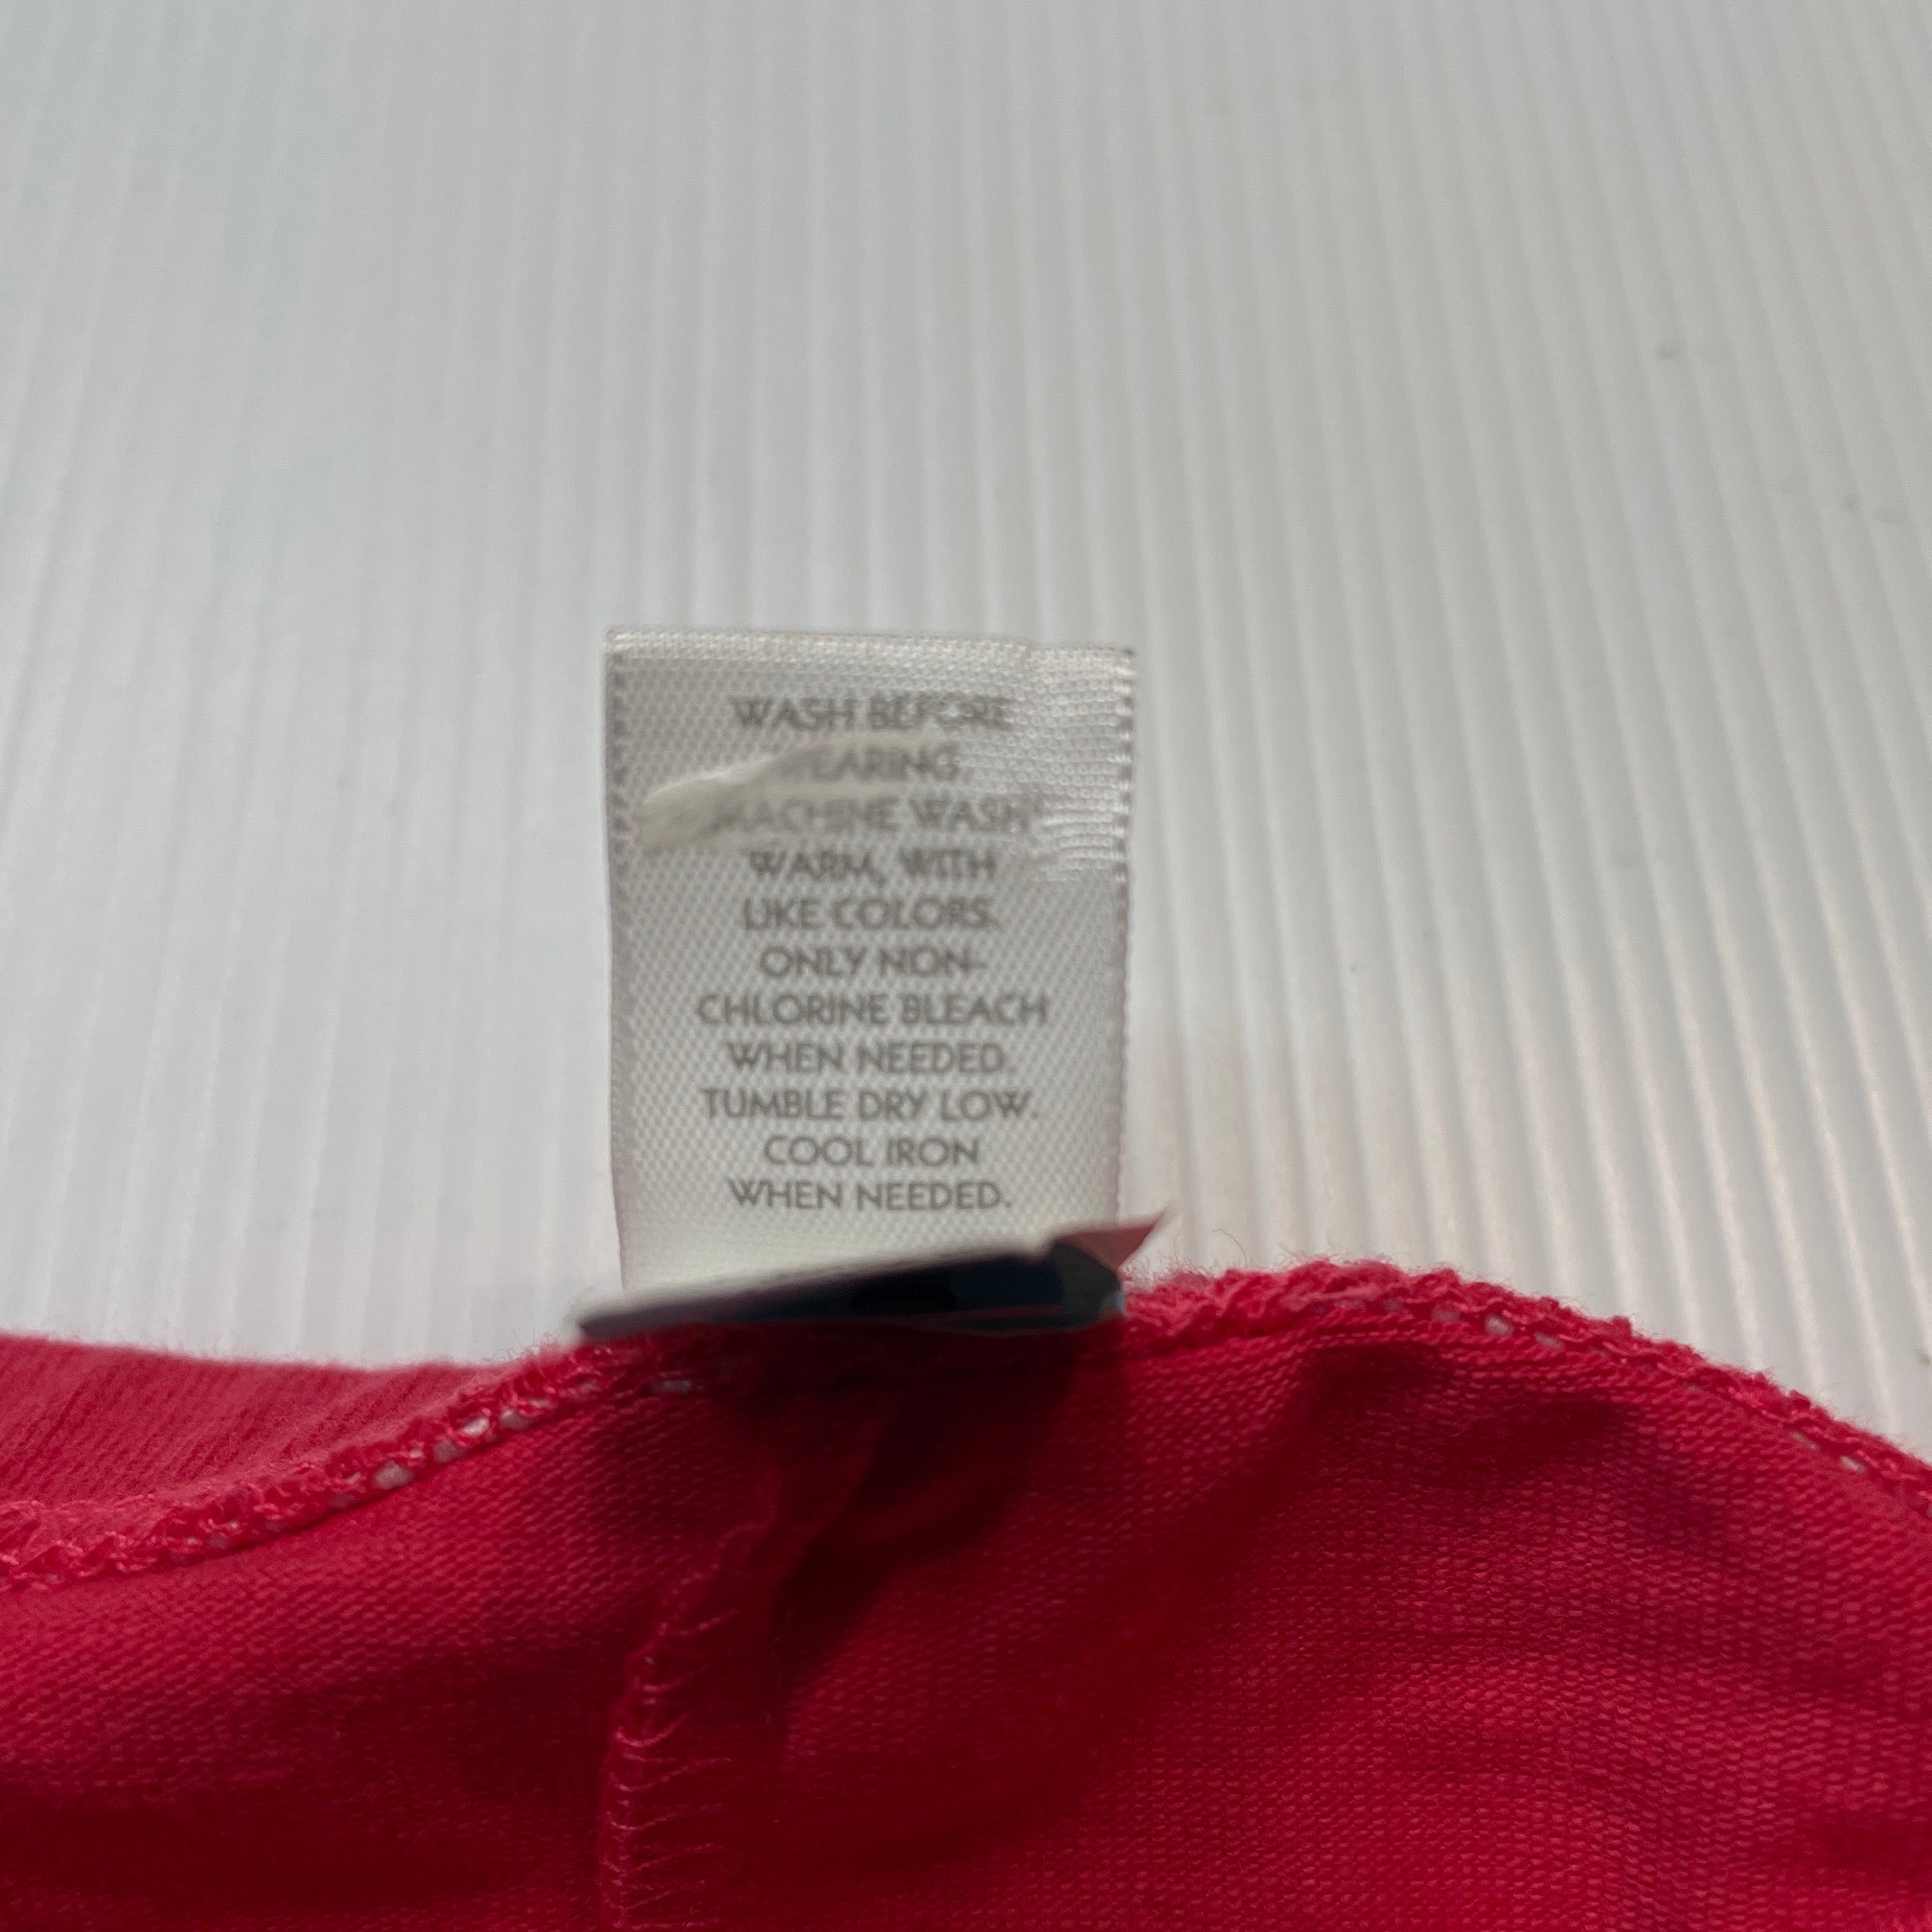 WASH BEFORE
WEARING.
MACHINE WASH
WARM, WITH
LIKE COLORS.
ONLY NON-
CHLORINE BLEACH
WHEN NEEDED.
TUMBLE DRY LOW.
COOL IRON
WHEN NEEDED.